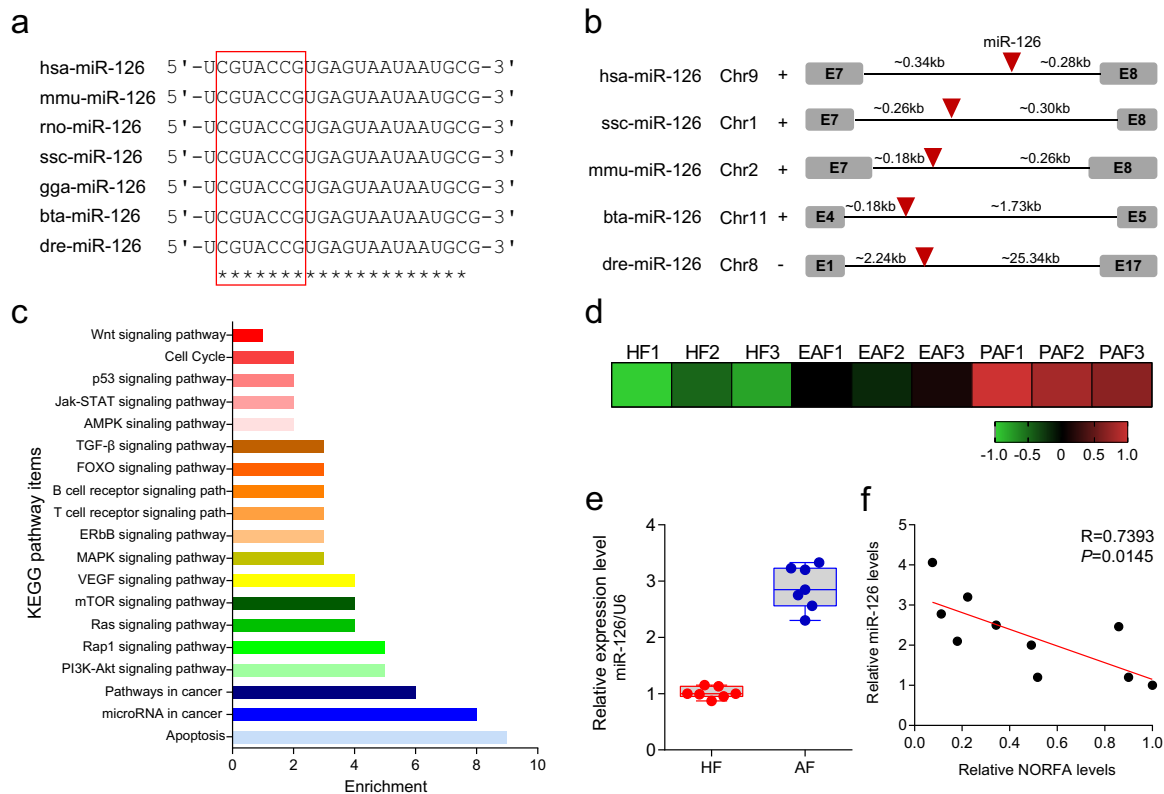 a
hsa-miR-126 5'-UCGUACCGUGAGUAAUAAUGCG-3'
mmu-miR-126 5'-UCGUACCGUGAGUAAUAAUGCG-3'
rno-miR-126 5'-UCGUACCGUGAGUAAUAAUGCG-3'
ssc-miR-126 5'-UCGUACCGUGAGUAAUAAUGCG-3'
gga-miR-126 5'-UCGUACCGUGAGUAAUAAUGCG-3'
bta-miR-126 5'-UCGUACCGUGAGUAAUAAUGCG-3'
dre-miR-126 5'-UCGUACCGUGAGUAAUAAUGCG-3'
*********************
b
miR-126
hsa-miR-126 Chr9 + E7 ~0.34kb ~0.28kb E8
ssc-miR-126 Chr1 + E7 ~0.26kb ~0.30kb E8
mmu-miR-126 Chr2 + E7 ~0.18kb ~0.26kb E8
bta-miR-126 Chr11 + E4 ~0.18kb ~1.73kb E5
dre-miR-126 Chr8 - E1 ~2.24kb ~25.34kb E17
c
KEGG pathway items
Wnt signaling pathway
Cell Cycle
p53 signaling pathway
Jak-STAT signaling pathway
AMPK sinaling pathway
TGF-β signaling pathway
FOXO signaling pathway
B cell receptor signaling path
T cell receptor signaling path
ERbB signaling pathway
MAPK signaling pathway
VEGF signaling pathway
mTOR signaling pathway
Ras signaling pathway
Rap1 signaling pathway
PI3K-Akt signaling pathway
Pathways in cancer
microRNA in cancer
Apoptosis
0 2 4 6 8 10
Enrichment
d
HF1 HF2 HF3 EAF1 EAF2 EAF3 PAF1 PAF2 PAF3
-1.0 -0.5 0 0.5 1.0
e
Relative expression level
miR-126/U6
4
3
2
1
0
HF AF
f
R=0.7393
P=0.0145
Relative miR-126 levels
5
4
3
2
1
0
0.0 0.2 0.4 0.6 0.8 1.0
Relative NORFA levels